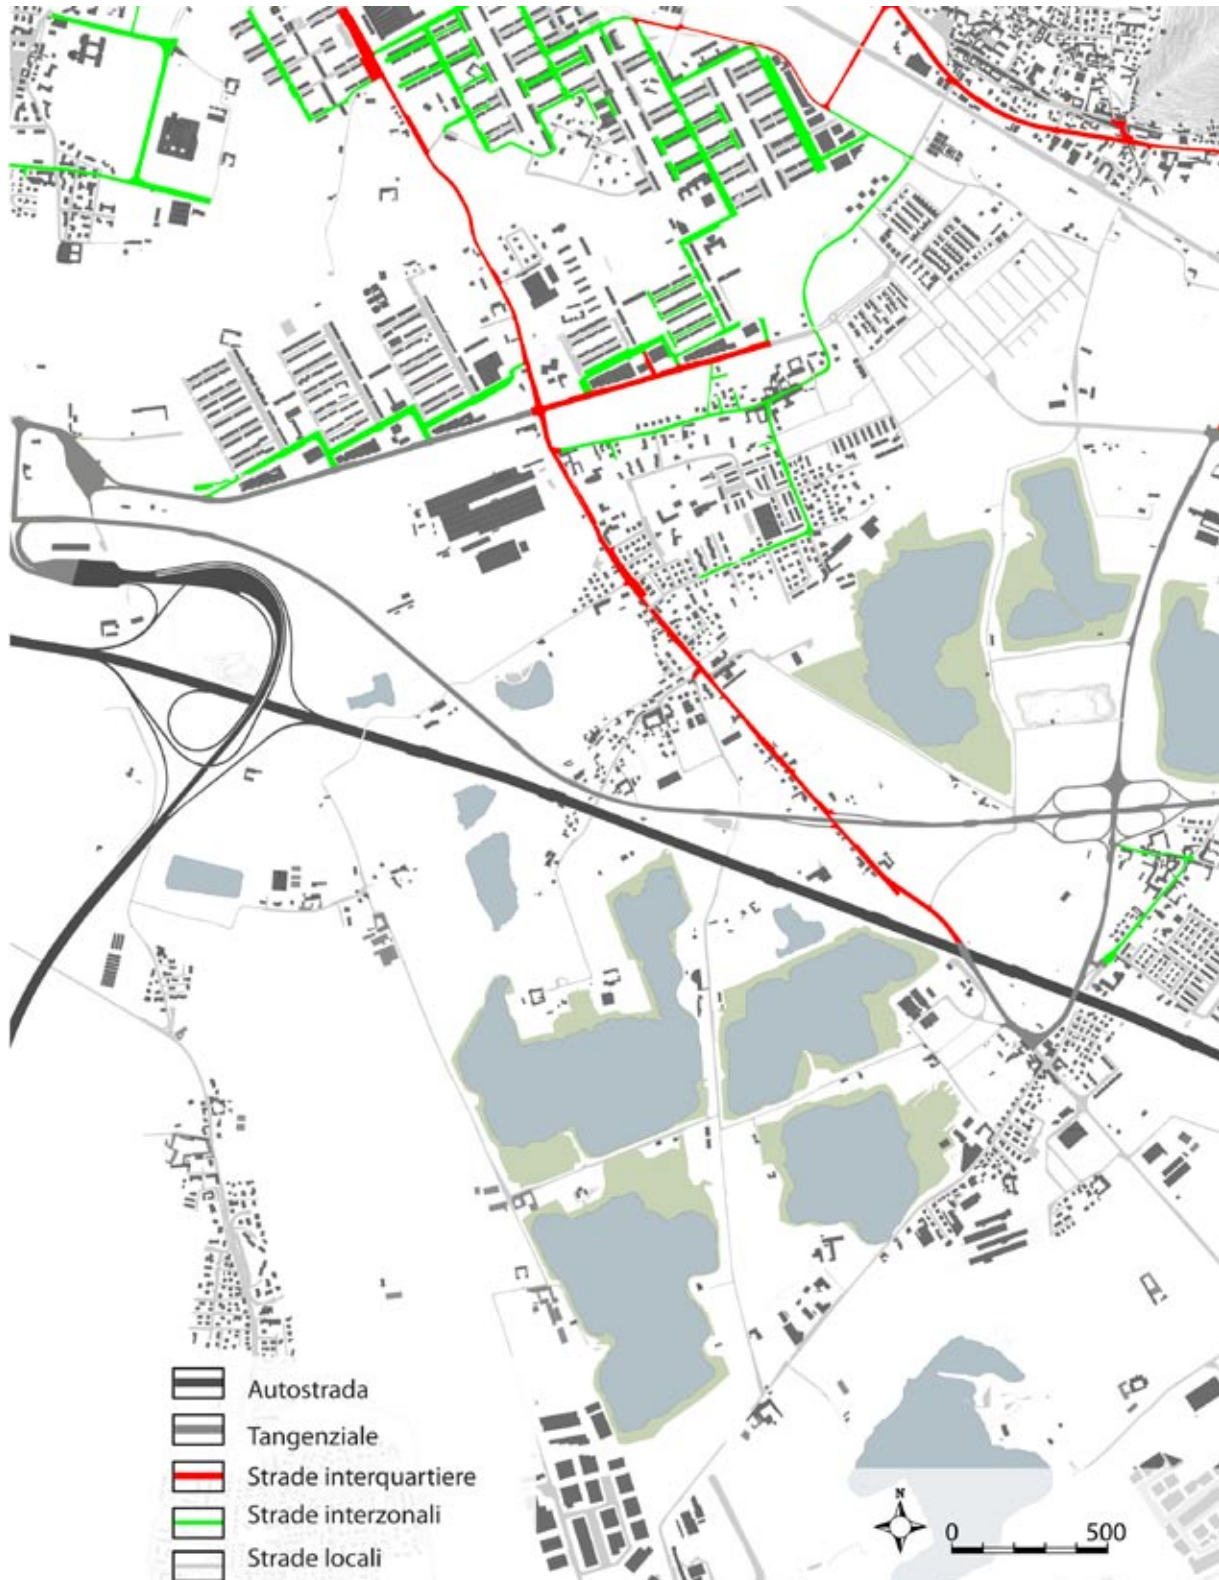 Autostrada
Tangenziale
Strade interquartiere
Strade interzonali
Strade locali
N
0 500